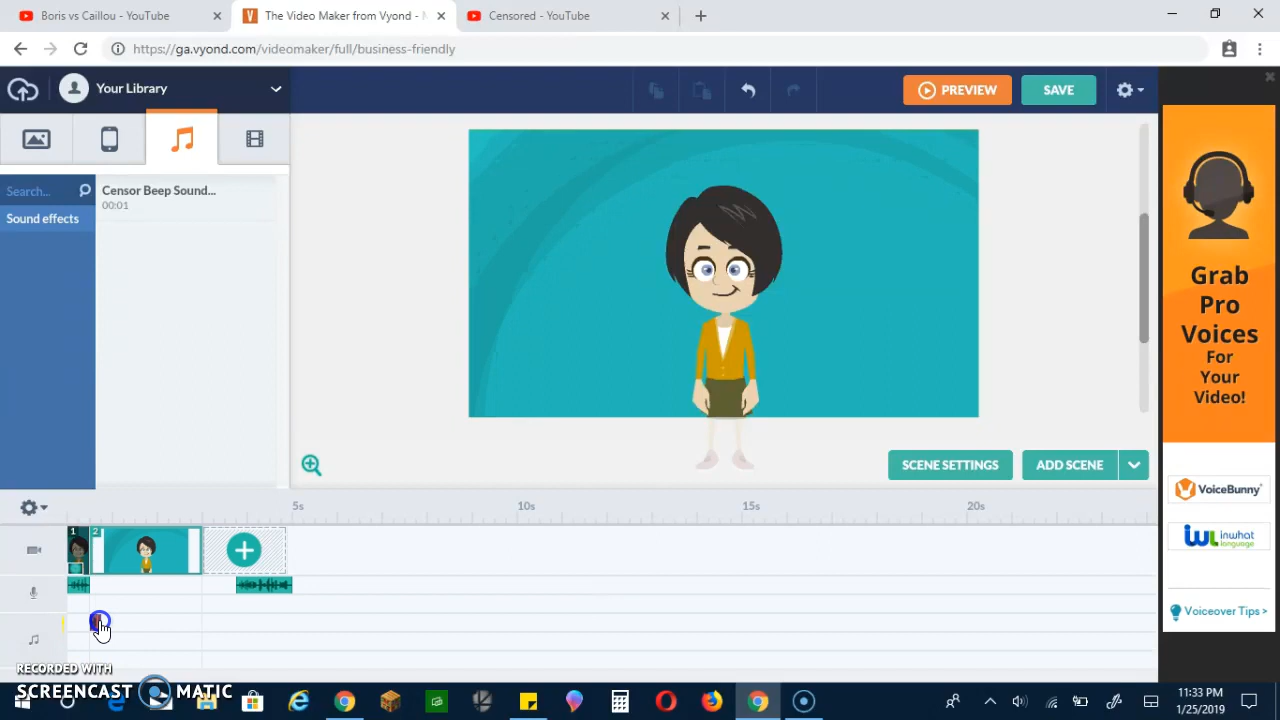 Boris vs Caillou - YouTube
The Video Maker from Vyond -
Censored - YouTube
https://ga.vyond.com/videomaker/full/business-friendly
Your Library
PREVIEW
SAVE
Search...
Sound effects
Censor Beep Sound...
00:01
SCENE SETTINGS
ADD SCENE
Grab
Pro
Voices
For
Your
Video!
VoiceBunny
inwhat
language
Voiceover Tips >
5s
10s
15s
20s
1
2
RECORDED WITH
SCREENCAST MATIC
11:33 PM
1/25/2019